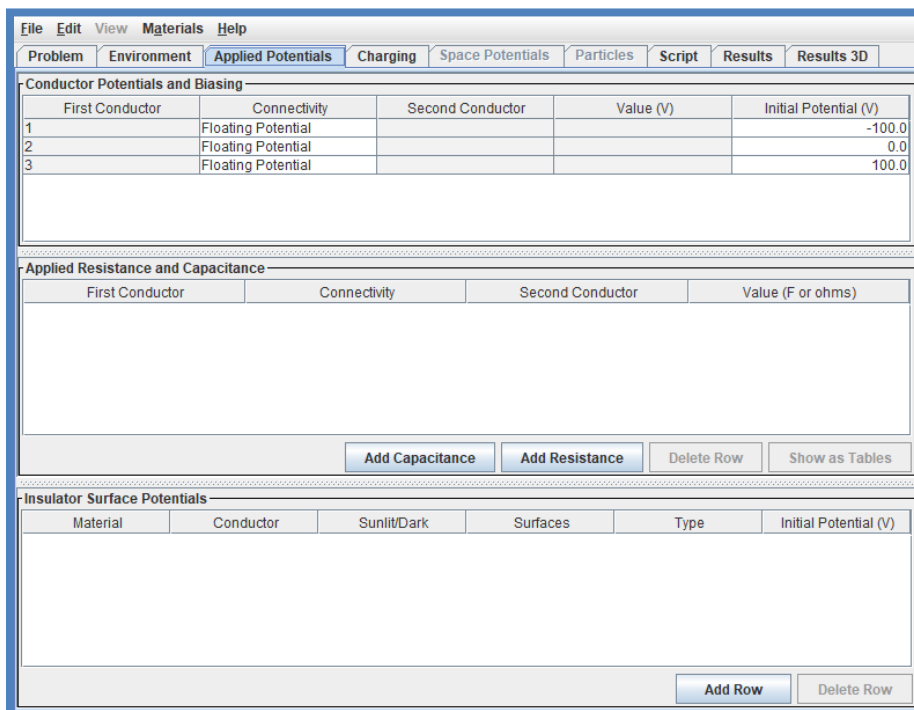 File Edit View Materials Help
Problem Environment Applied Potentials Charging Space Potentials Particles Script Results Results 3D
Conductor Potentials and Biasing
First Conductor Connectivity Second Conductor Value (V) Initial Potential (V)
1 Floating Potential -100.0
2 Floating Potential 0.0
3 Floating Potential 100.0
Applied Resistance and Capacitance
First Conductor Connectivity Second Conductor Value (F or ohms)
Add Capacitance Add Resistance Delete Row Show as Tables
Insulator Surface Potentials
Material Conductor Sunlit/Dark Surfaces Type Initial Potential (V)
Add Row Delete Row